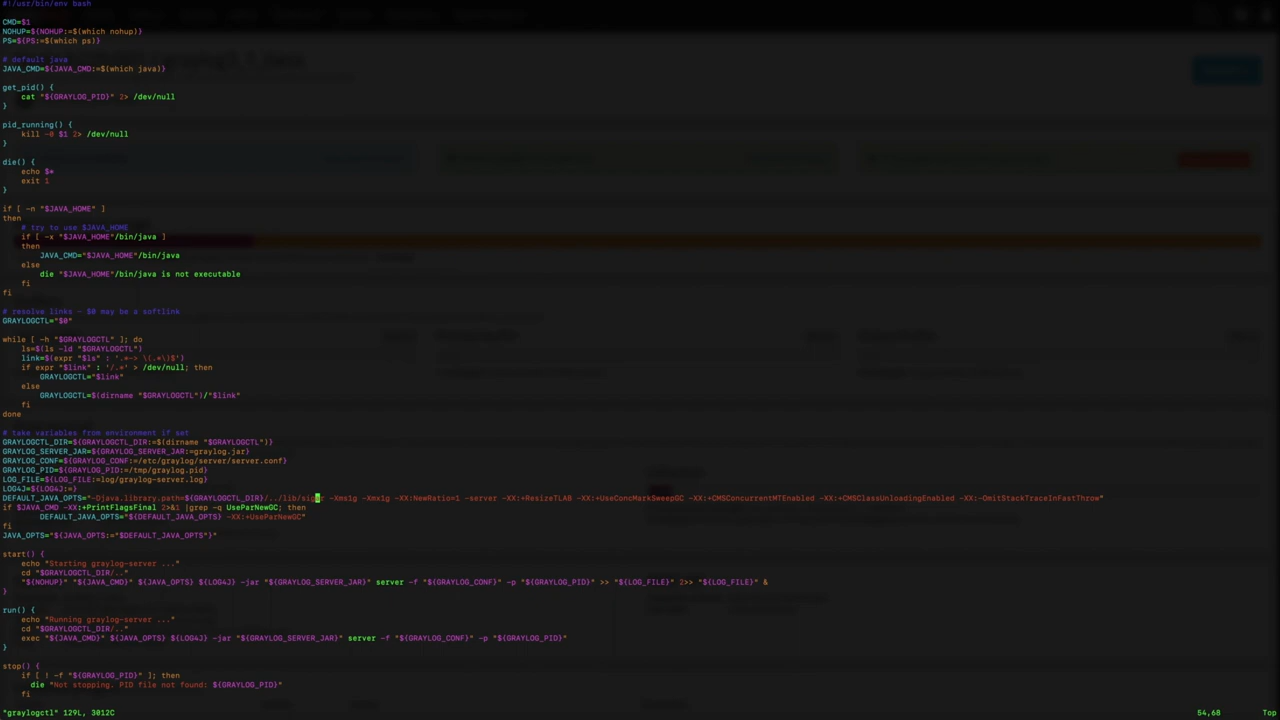 #!/usr/bin/env bash
CMD=$1
NOHUP=${NOHUP:=$(which nohup)}
PS=${PS:=$(which ps)}
# default java
JAVA_CMD=${JAVA_CMD:=$(which java)}
get_pid() {
cat "${GRAYLOG_PID}" 2> /dev/null
}
pid_running() {
kill -0 $1 2> /dev/null
}
die() {
echo $*
exit 1
}
if [ -n "$JAVA_HOME" ]
then
# try to use $JAVA_HOME
if [ -x "$JAVA_HOME"/bin/java ]
then
JAVA_CMD="$JAVA_HOME"/bin/java
else
die "$JAVA_HOME"/bin/java is not executable
fi
fi
# resolve links - $0 may be a softlink
GRAYLOGCTL="$0"
while [ -h "$GRAYLOGCTL" ]; do
ls=$(ls -ld "$GRAYLOGCTL")
link=$(expr "$ls" : '.*-> \(.*\)$')
if expr "$link" : '/.*' > /dev/null; then
GRAYLOGCTL="$link"
else
GRAYLOGCTL=$(dirname "$GRAYLOGCTL")/"$link"
fi
done
# take variables from environment if set
GRAYLOGCTL_DIR=${GRAYLOGCTL_DIR:=$(dirname "$GRAYLOGCTL")}
GRAYLOG_SERVER_JAR=${GRAYLOG_SERVER_JAR:=graylog.jar}
GRAYLOG_CONF=${GRAYLOG_CONF:=/etc/graylog/server/server.conf}
GRAYLOG_PID=${GRAYLOG_PID:=/tmp/graylog.pid}
LOG_FILE=${LOG_FILE:=log/graylog-server.log}
LOG4J=${LOG4J:=}
DEFAULT_JAVA_OPTS="-Djava.library.path=${GRAYLOGCTL_DIR}/../lib/sigar -Xms1g -Xmx1g -XX:NewRatio=1 -server -XX:+ResizeTLAB -XX:+UseConcMarkSweepGC -XX:+CMSConcurrentMTEnabled -XX:+CMSClassUnloadingEnabled -XX:-OmitStackTraceInFastThrow"
if $JAVA_CMD -XX:+PrintFlagsFinal 2>&1 |grep -q UseParNewGC; then
DEFAULT_JAVA_OPTS="${DEFAULT_JAVA_OPTS} -XX:+UseParNewGC"
fi
JAVA_OPTS="${JAVA_OPTS:="$DEFAULT_JAVA_OPTS"}"
start() {
echo "Starting graylog-server ..."
cd "$GRAYLOGCTL_DIR/.."
"${NOHUP}" "${JAVA_CMD}" ${JAVA_OPTS} ${LOG4J} -jar "${GRAYLOG_SERVER_JAR}" server -f "${GRAYLOG_CONF}" -p "${GRAYLOG_PID}" >> "${LOG_FILE}" 2>> "${LOG_FILE}" &
}
run() {
echo "Running graylog-server ..."
cd "$GRAYLOGCTL_DIR/.."
exec "${JAVA_CMD}" ${JAVA_OPTS} ${LOG4J} -jar "${GRAYLOG_SERVER_JAR}" server -f "${GRAYLOG_CONF}" -p "${GRAYLOG_PID}"
}
stop() {
if [ ! -f "${GRAYLOG_PID}" ]; then
die "Not stopping. PID file not found: ${GRAYLOG_PID}"
fi
"graylogctl" 129L, 3012C 54,68 Top